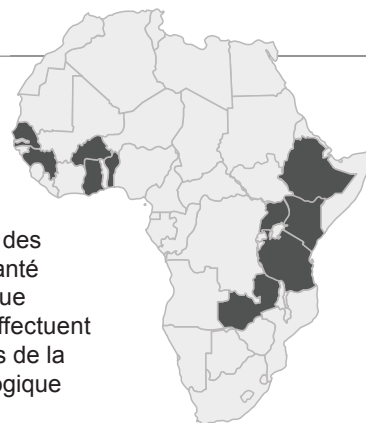 des
anté
ue
ffectuent
s de la
ogique